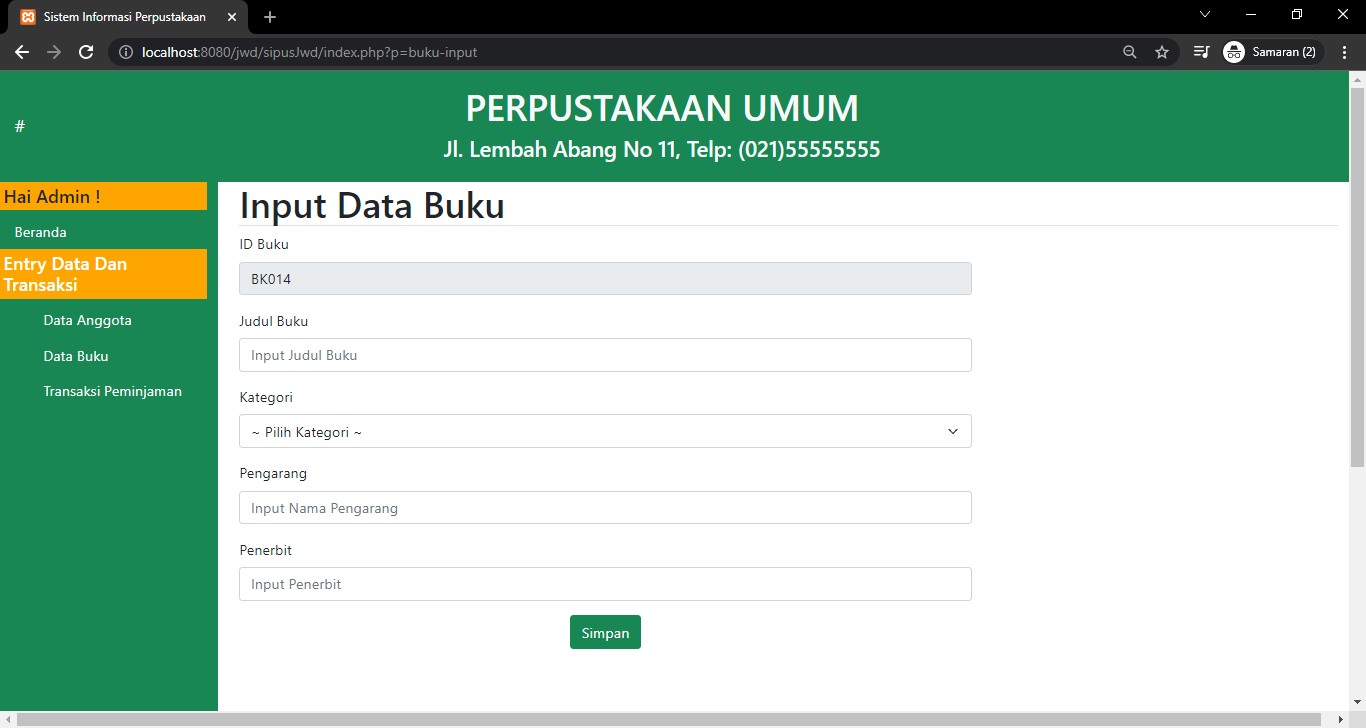 Sistem Informasi Perpustakaan
localhost:8080/jwd/sipusJwd/index.php?p=buku-input
Samaran (2)
#
PERPUSTAKAAN UMUM
Jl. Lembah Abang No 11, Telp: (021)55555555
Hai Admin !
Beranda
Entry Data Dan
Transaksi
Data Anggota
Data Buku
Transaksi Peminjaman
Input Data Buku
ID Buku
BK014
Judul Buku
Input Judul Buku
Kategori
~ Pilih Kategori ~
Pengarang
Input Nama Pengarang
Penerbit
Input Penerbit
Simpan